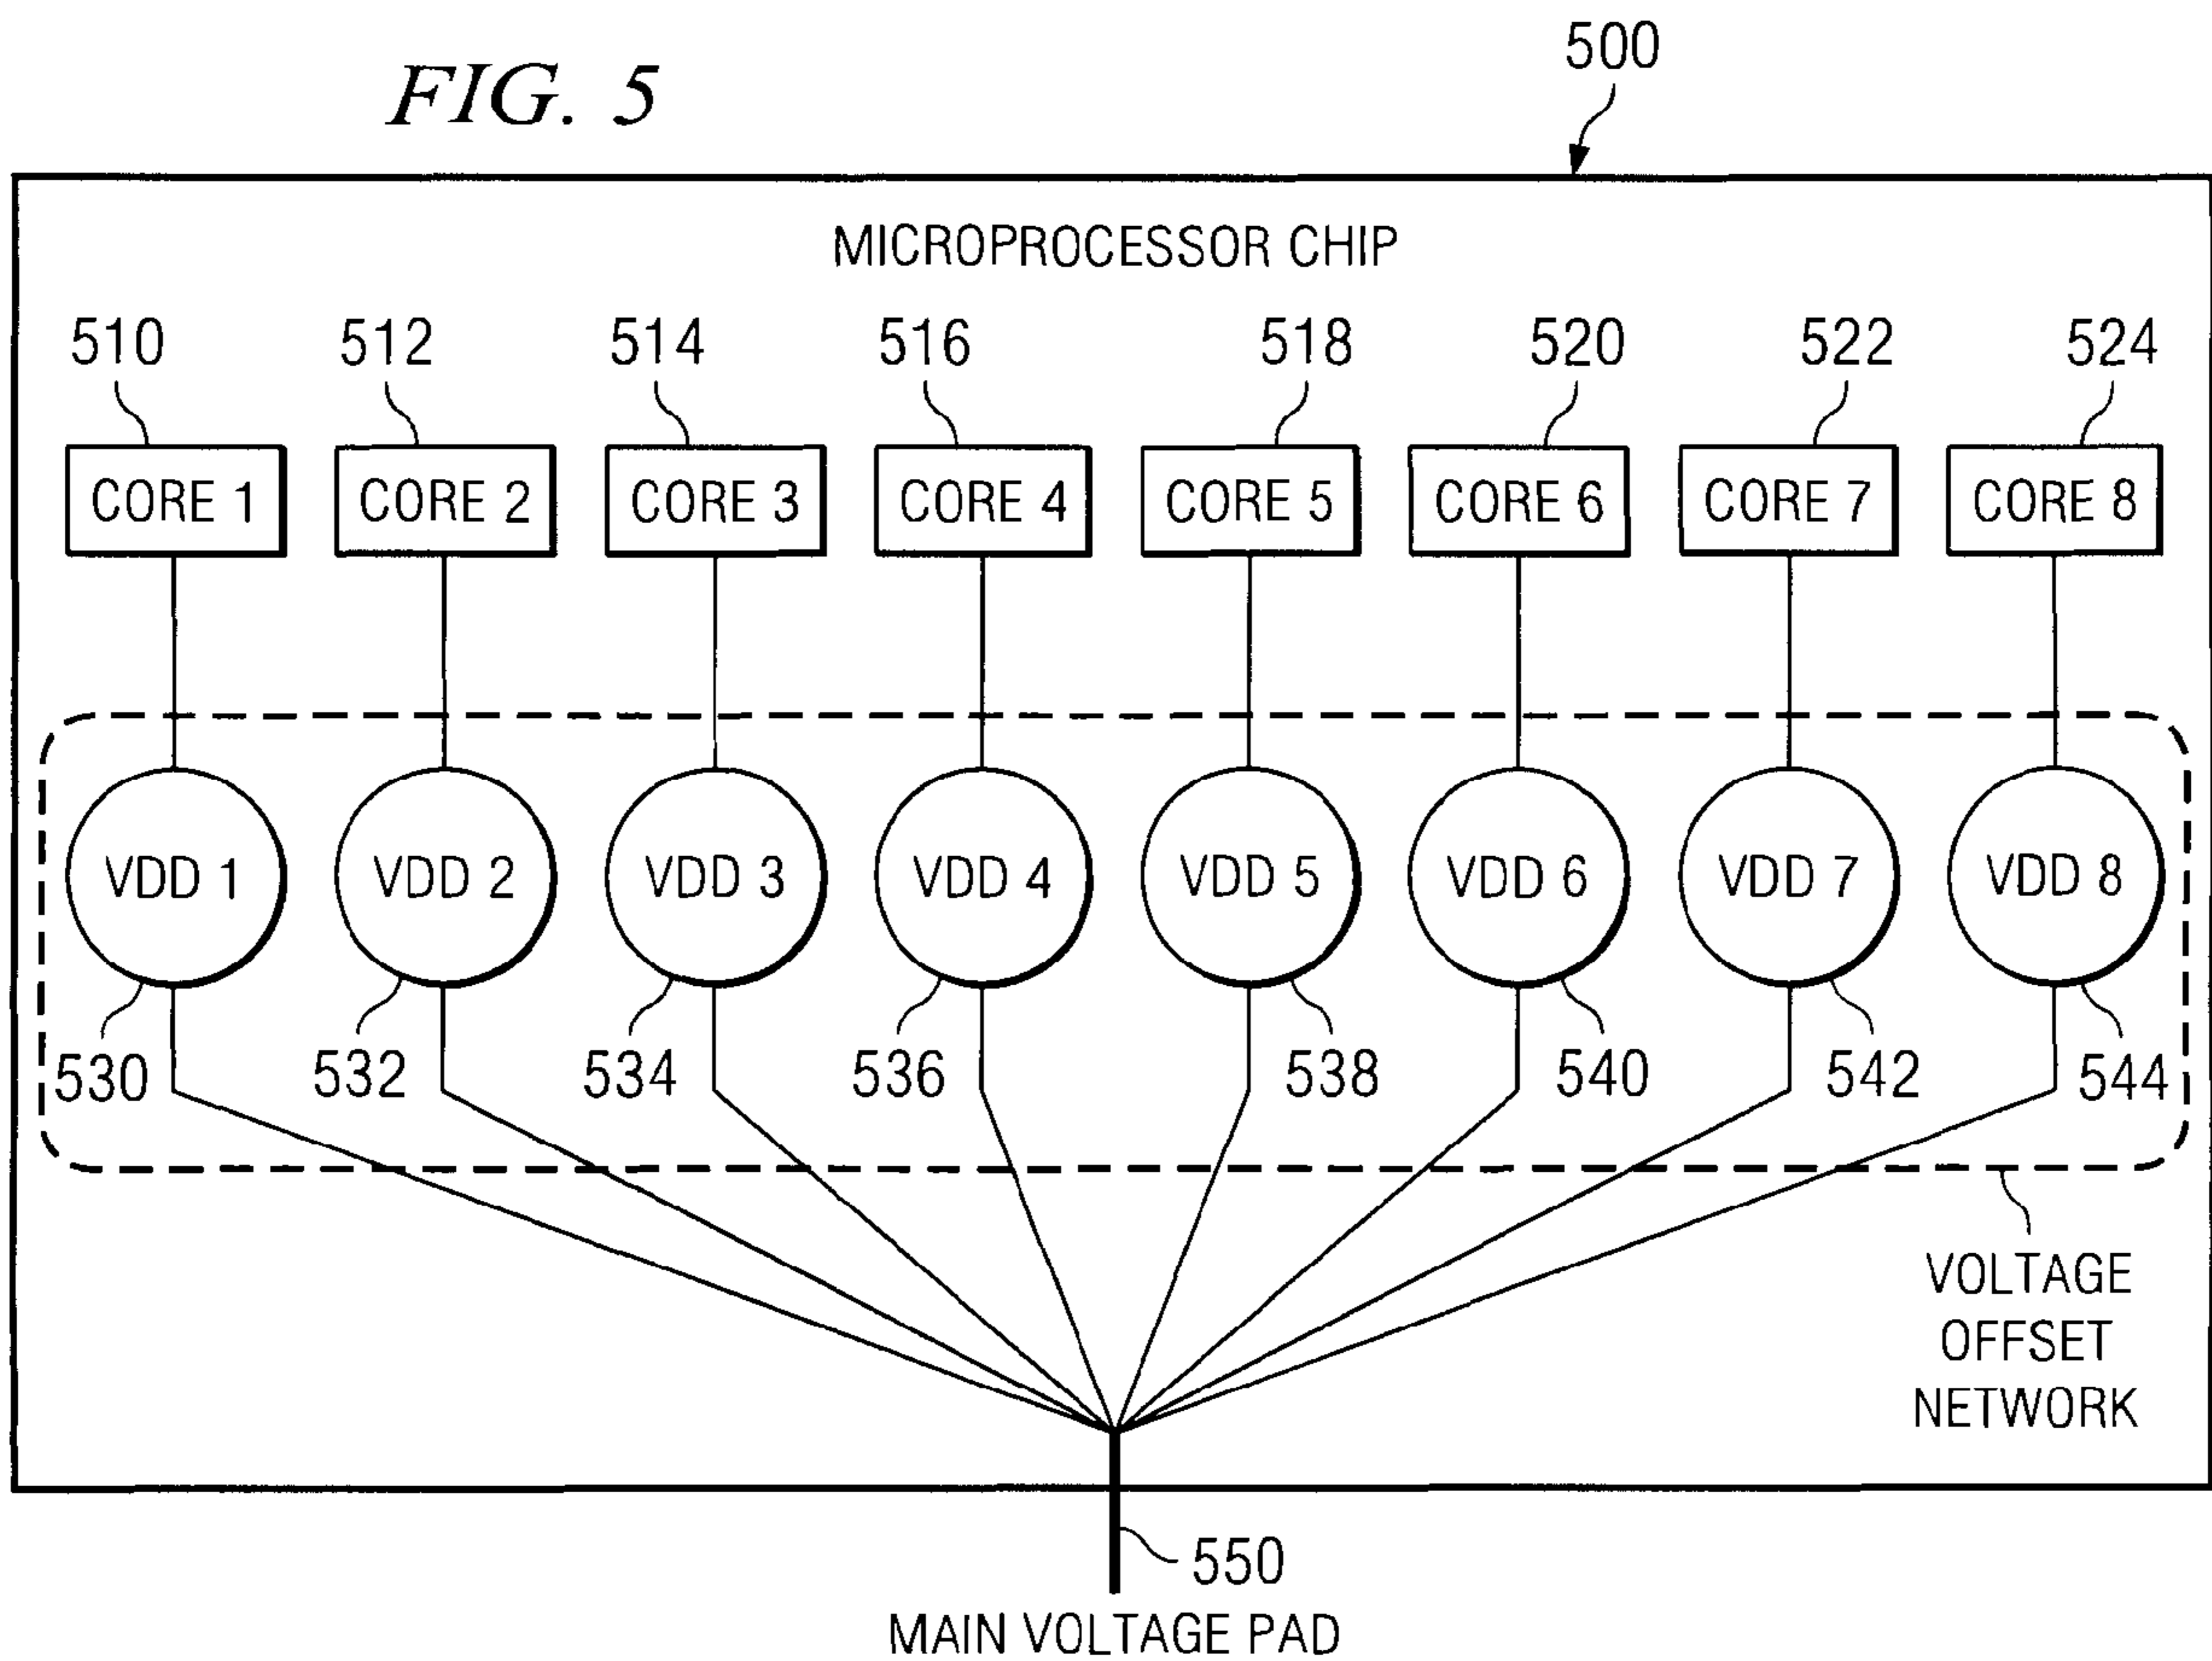 FIG. 5
500
MICROPROCESSOR CHIP
510 512 514 516 518 520 522 524
CORE 1 CORE 2 CORE 3 CORE 4 CORE 5 CORE 6 CORE 7 CORE 8
VDD 1 VDD 2 VDD 3 VDD 4 VDD 5 VDD 6 VDD 7 VDD 8
530 532 534 536 538 540 542 544
VOLTAGE
OFFSET
NETWORK
550
MAIN VOLTAGE PAD